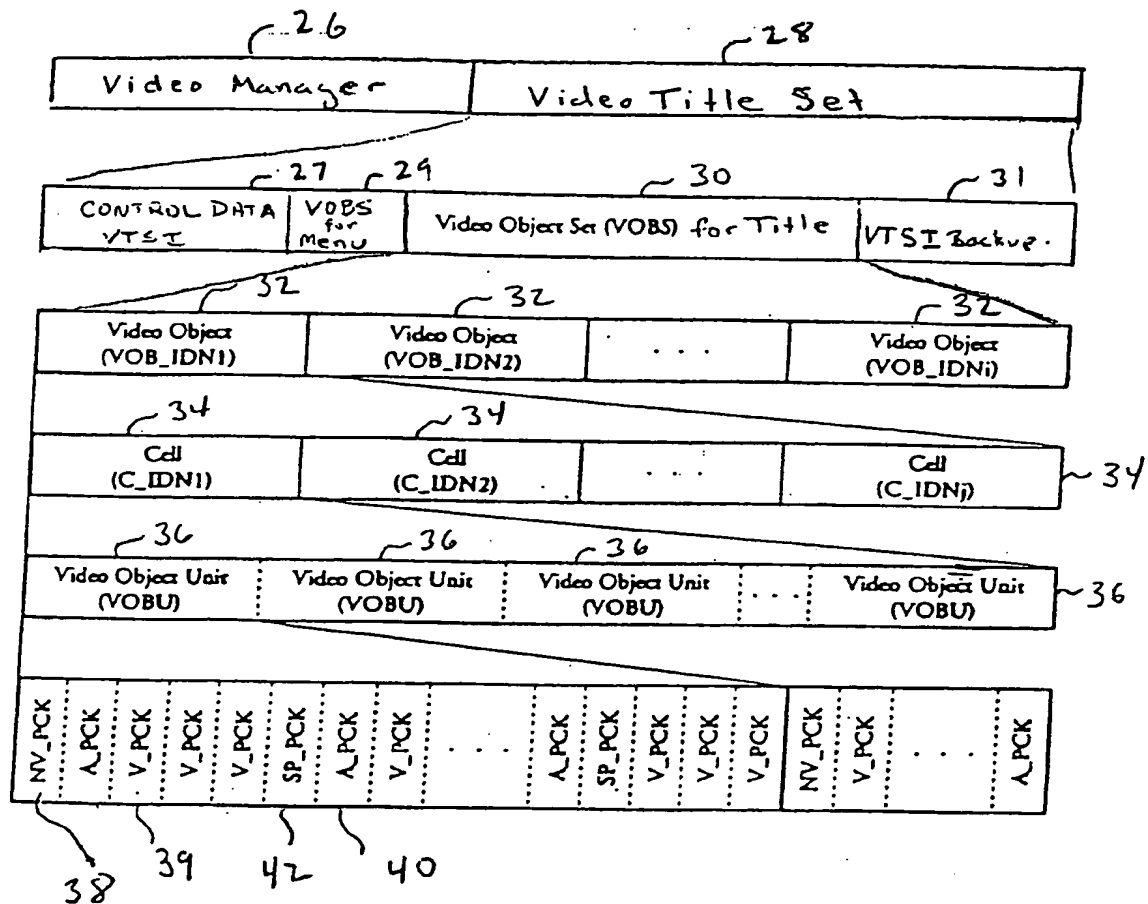 26 28
Video Manager Video Title Set
27 29 30 31
CONTROL DATA VTSI VOBS for Menu Video Object Set (VOBS) for Title VTSI Backup.
32 32 32
Video Object (VOB_IDN1) Video Object (VOB_IDN2) . . . Video Object (VOB_IDNi)
34 34
Cell (C_IDN1) Cell (C_IDN2) . . . Cell (C_IDNj) 34
36 36 36
Video Object Unit (VOBU) Video Object Unit (VOBU) Video Object Unit (VOBU) . . . . Video Object Unit (VOBU) 36
NV_PCK A_PCK V_PCK V_PCK V_PCK SP_PCK A_PCK V_PCK . . . . A_PCK SP_PCK V_PCK V_PCK V_PCK NV_PCK V_PCK . . . . A_PCK
38 39 42 40